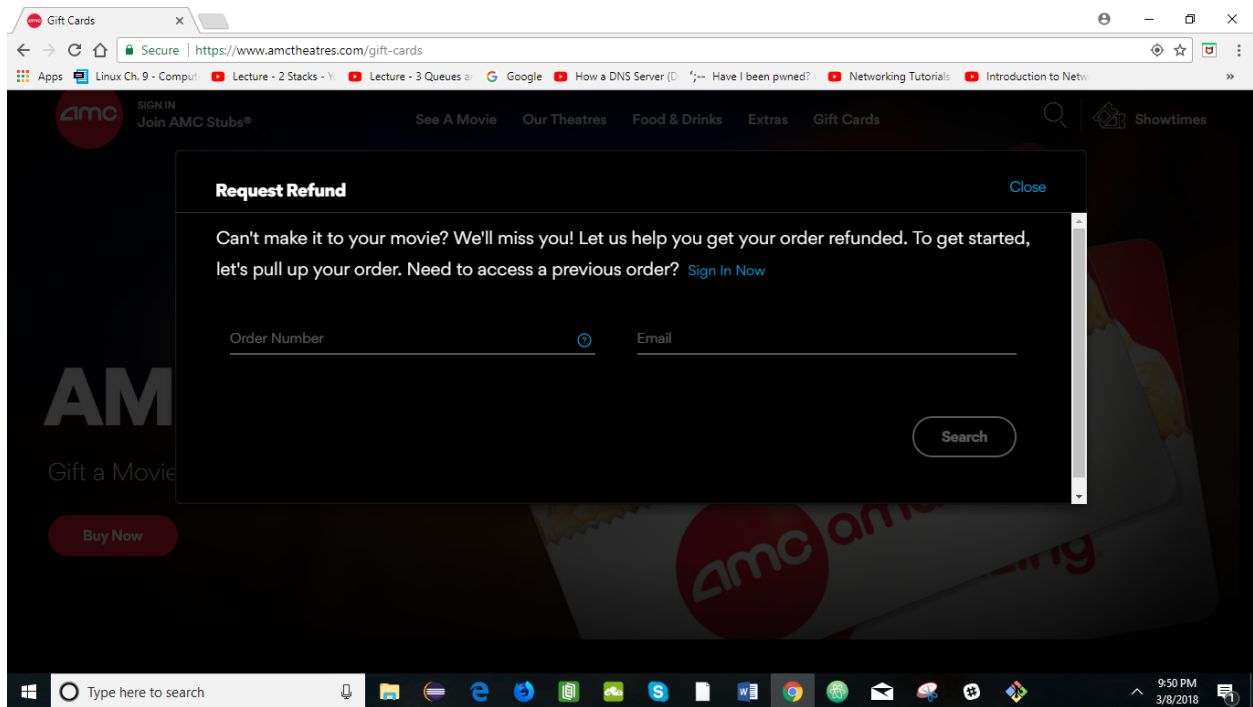 Gift Cards
Secure | https://www.amctheatres.com/gift-cards
Apps Linux Ch. 9 - Comput Lecture - 2 Stacks - Y Lecture - 3 Queues a Google How a DNS Server (D ';-- Have I been pwned? Networking Tutorials Introduction to Netw »
amc SIGN IN
Join AMC Stubs® See A Movie Our Theatres Food & Drinks Extras Gift Cards Showtimes
Request Refund Close
Can't make it to your movie? We'll miss you! Let us help you get your order refunded. To get started,
let's pull up your order. Need to access a previous order? Sign In Now
Order Number ? Email
AM
Search
Gift a Movie
Buy Now
amc
Type here to search
9:50 PM
3/8/2018